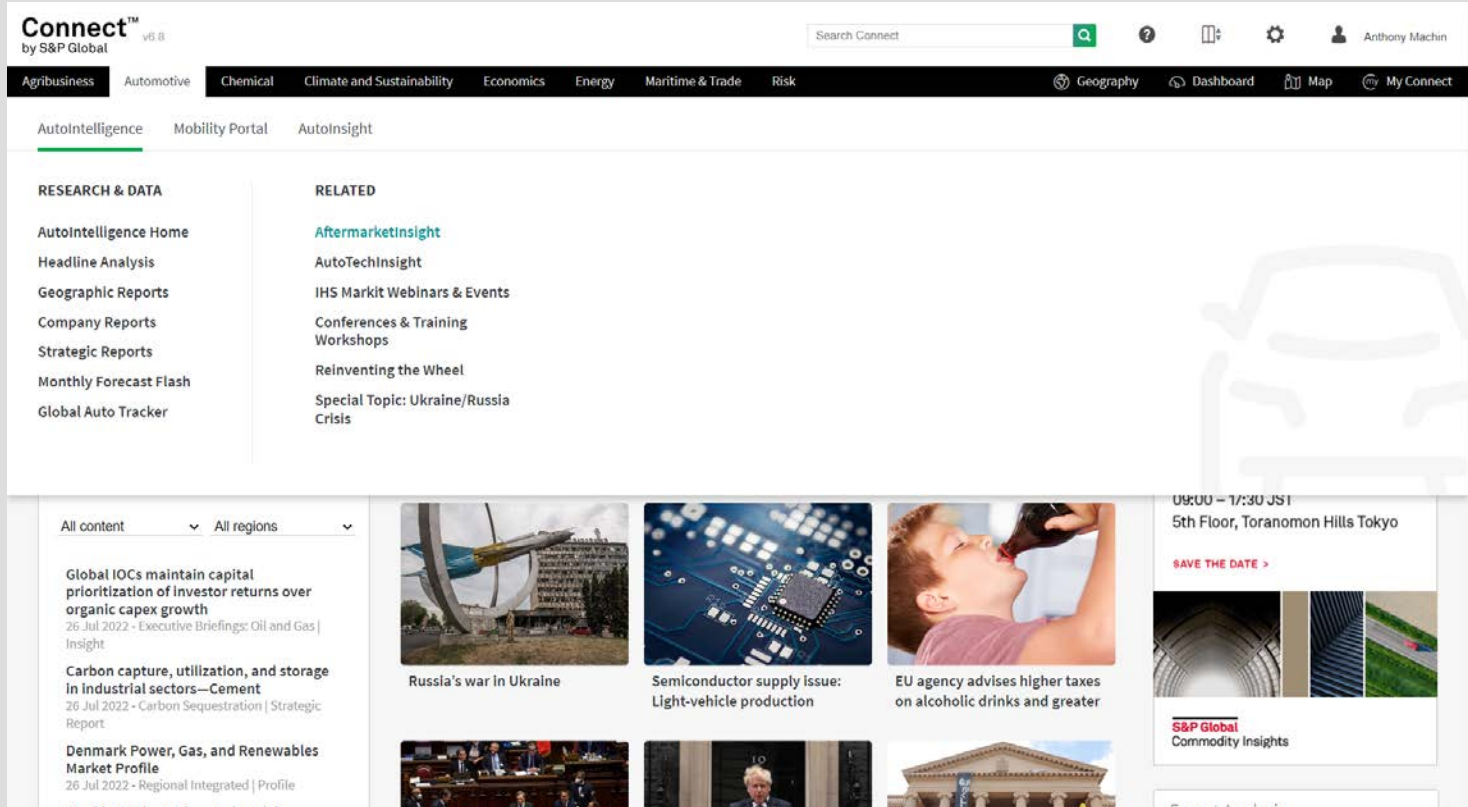 Connect™ v6.8
by S&P Global
Search Connect
Anthony Machin
Agribusiness Automotive Chemical Climate and Sustainability Economics Energy Maritime & Trade Risk Geography Dashboard Map my My Connect
AutoIntelligence Mobility Portal AutoInsight
RESEARCH & DATA
AutoIntelligence Home
Headline Analysis
Geographic Reports
Company Reports
Strategic Reports
Monthly Forecast Flash
Global Auto Tracker
RELATED
AftermarketInsight
AutoTechInsight
IHS Markit Webinars & Events
Conferences & Training
Workshops
Reinventing the Wheel
Special Topic: Ukraine/Russia
Crisis
All content All regions
Global IOCs maintain capital
prioritization of investor returns over
organic capex growth
26 Jul 2022 - Executive Briefings: Oil and Gas |
Insight
Carbon capture, utilization, and storage
in industrial sectors—Cement
26 Jul 2022 - Carbon Sequestration | Strategic
Report
Denmark Power, Gas, and Renewables
Market Profile
26 Jul 2022 - Regional Integrated | Profile
Russia's war in Ukraine
Semiconductor supply issue:
Light-vehicle production
EU agency advises higher taxes
on alcoholic drinks and greater
10
09:00 – 17:30 JST
5th Floor, Toranomon Hills Tokyo
SAVE THE DATE >
S&P Global
Commodity Insights